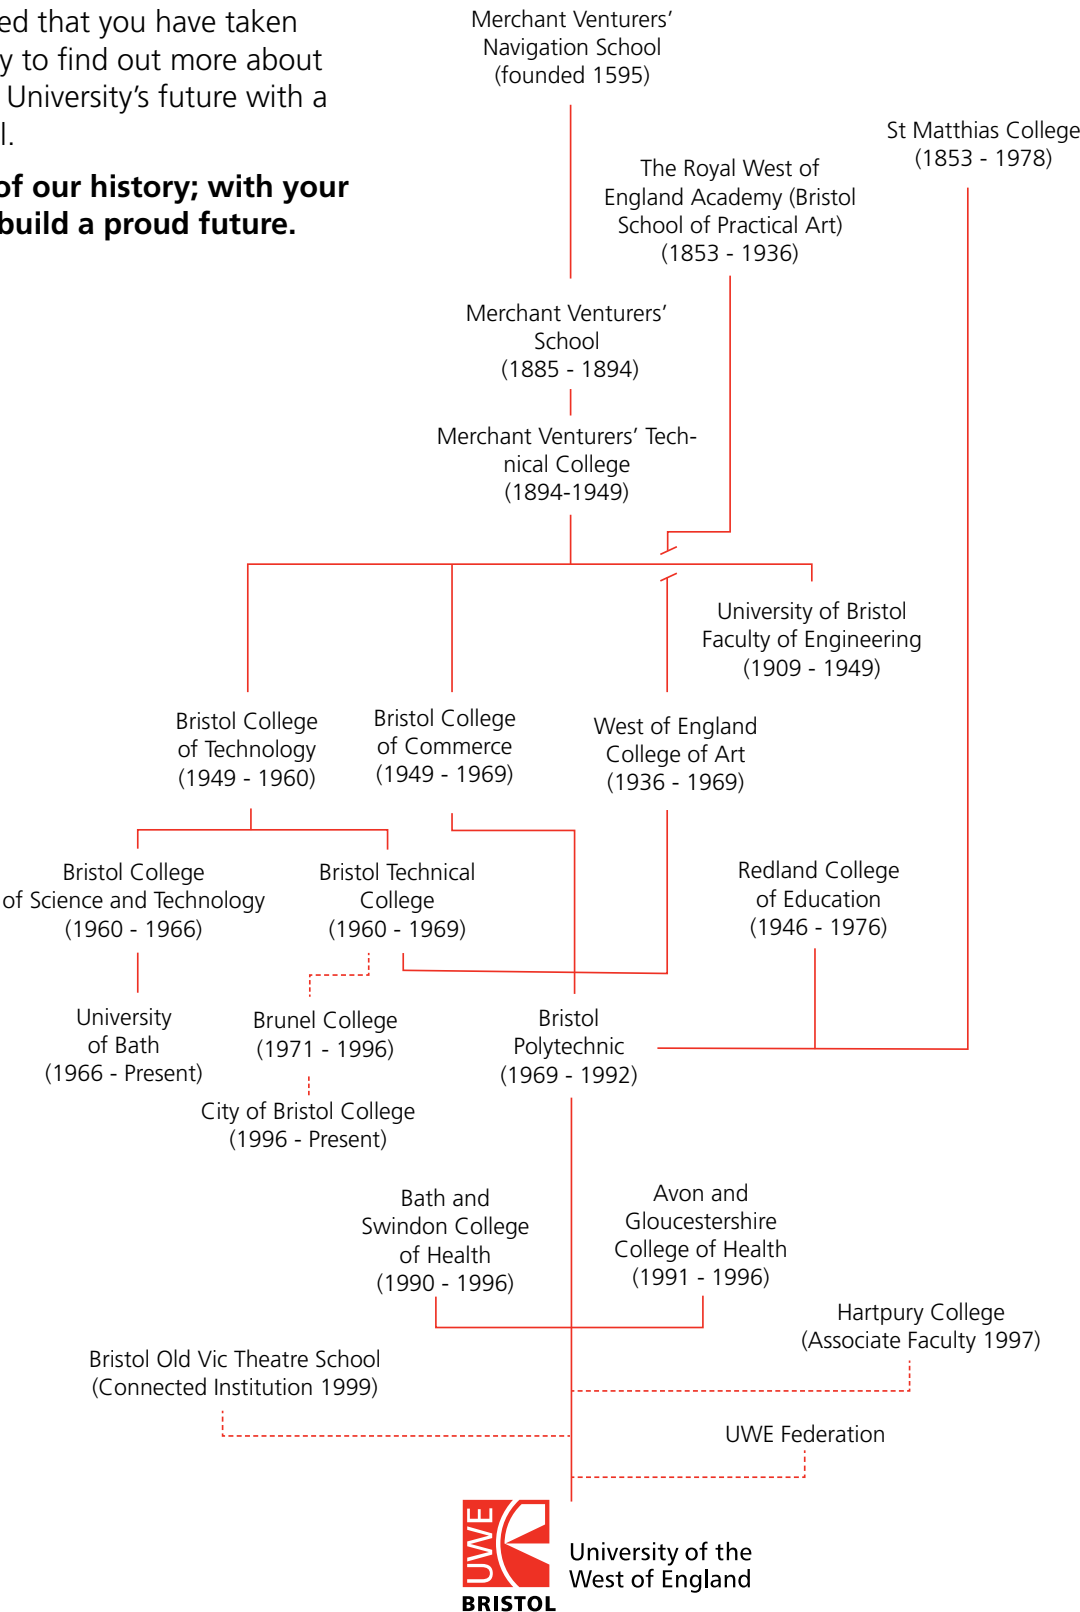 ed that you have taken
y to find out more about
University’s future with a
l.
of our history; with your
build a proud future.
Merchant Venturers’
Navigation School
(founded 1595)
St Matthias College
(1853 - 1978)
The Royal West of
England Academy (Bristol
School of Practical Art)
(1853 - 1936)
Merchant Venturers’
School
(1885 - 1894)
Merchant Venturers’ Tech-
nical College
(1894-1949)
University of Bristol
Faculty of Engineering
(1909 - 1949)
Bristol College
of Technology
(1949 - 1960)
Bristol College
of Commerce
(1949 - 1969)
West of England
College of Art
(1936 - 1969)
Bristol College
of Science and Technology
(1960 - 1966)
Bristol Technical
College
(1960 - 1969)
Redland College
of Education
(1946 - 1976)
University
of Bath
(1966 - Present)
Brunel College
(1971 - 1996)
Bristol
Polytechnic
(1969 - 1992)
City of Bristol College
(1996 - Present)
Bath and
Swindon College
of Health
(1990 - 1996)
Avon and
Gloucestershire
College of Health
(1991 - 1996)
Hartpury College
(Associate Faculty 1997)
Bristol Old Vic Theatre School
(Connected Institution 1999)
UWE Federation
UWE
BRISTOL
University of the
West of England